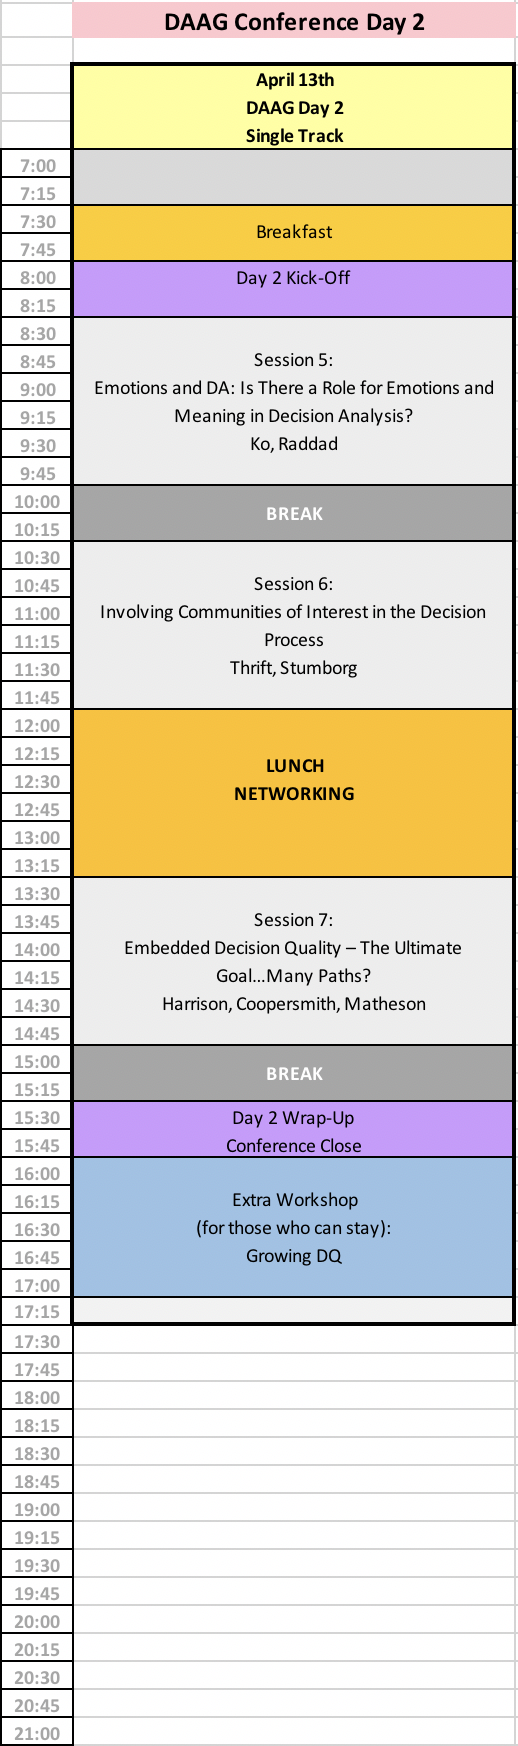 DAAG Conference Day 2
April 13th
DAAG Day 2
Single Track
7:00
7:15
7:30
Breakfast
7:45
8:00
Day 2 Kick-Off
8:15
8:30
8:45
Session 5:
9:00
Emotions and DA: Is There a Role for Emotions and
9:15
Meaning in Decision Analysis?
9:30
Ko, Raddad
9:45
10:00
BREAK
10:15
10:30
10:45
Session 6:
11:00
Involving Communities of Interest in the Decision
11:15
Process
11:30
Thrift, Stumborg
11:45
12:00
12:15
LUNCH
12:30
NETWORKING
12:45
13:00
13:15
13:30
13:45
Session 7:
14:00
Embedded Decision Quality – The Ultimate
14:15
Goal…Many Paths?
14:30
Harrison, Coopersmith, Matheson
14:45
15:00
BREAK
15:15
15:30
Day 2 Wrap-Up
15:45
Conference Close
16:00
16:15
Extra Workshop
16:30
(for those who can stay):
16:45
Growing DQ
17:00
17:15
17:30
17:45
18:00
18:15
18:30
18:45
19:00
19:15
19:30
19:45
20:00
20:15
20:30
20:45
21:00